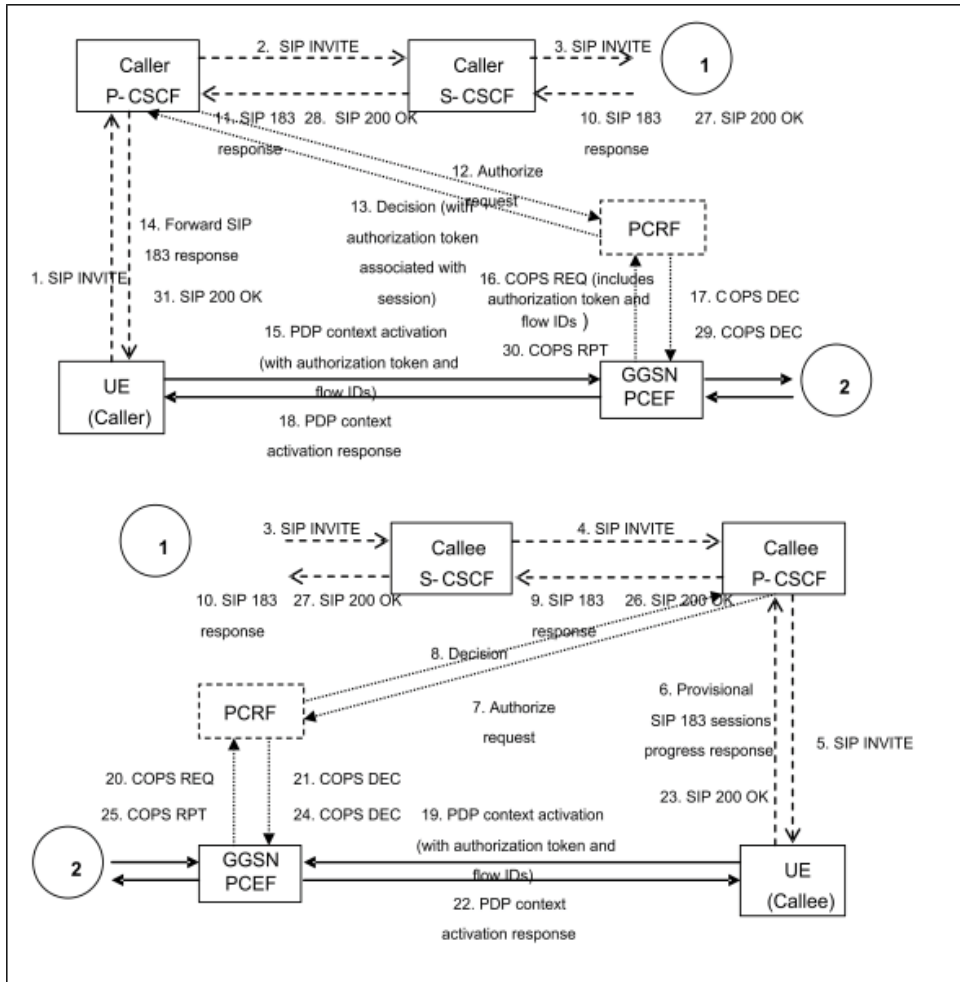 2. SIP INVITE
3. SIP INVITE
Caller
P- CSCF
Caller
S- CSCF
1
11. SIP 183
response
28. SIP 200 OK
10. SIP 183
response
27. SIP 200 OK
12. Authorize
request
13. Decision (with
authorization token
associated with
session)
PCRF
14. Forward SIP
183 response
1. SIP INVITE
31. SIP 200 OK
16. COPS REQ (includes
authorization token and
flow IDs )
17. COPS DEC
29. COPS DEC
15. PDP context activation
(with authorization token and
flow IDs)
30. COPS RPT
UE
(Caller)
GGSN
PCEF
2
18. PDP context
activation response
1
3. SIP INVITE
4. SIP INVITE
Callee
S- CSCF
Callee
P- CSCF
10. SIP 183
response
27. SIP 200 OK
9. SIP 183
response
26. SIP 200 OK
8. Decision
7. Authorize
request
PCRF
6. Provisional
SIP 183 sessions
progress response
5. SIP INVITE
20. COPS REQ
25. COPS RPT
21. COPS DEC
24. COPS DEC
23. SIP 200 OK
19. PDP context activation
(with authorization token and
flow IDs)
2
GGSN
PCEF
UE
(Callee)
22. PDP context
activation response